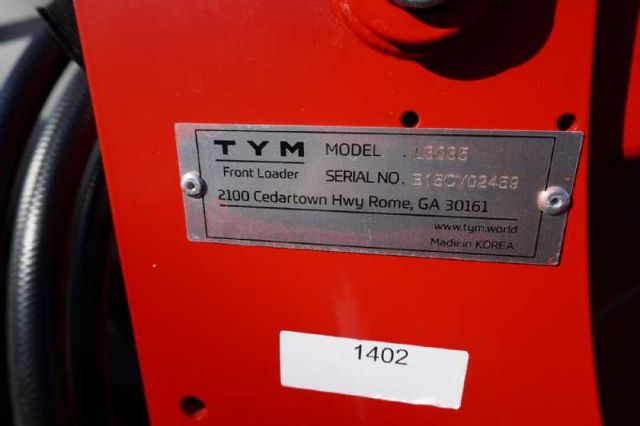 TYM MODEL L3035
Front Loader SERIAL NO.
2100 Cedartown Hwy Rome, GA 30161
www.tym.world
Made in KOREA
1402